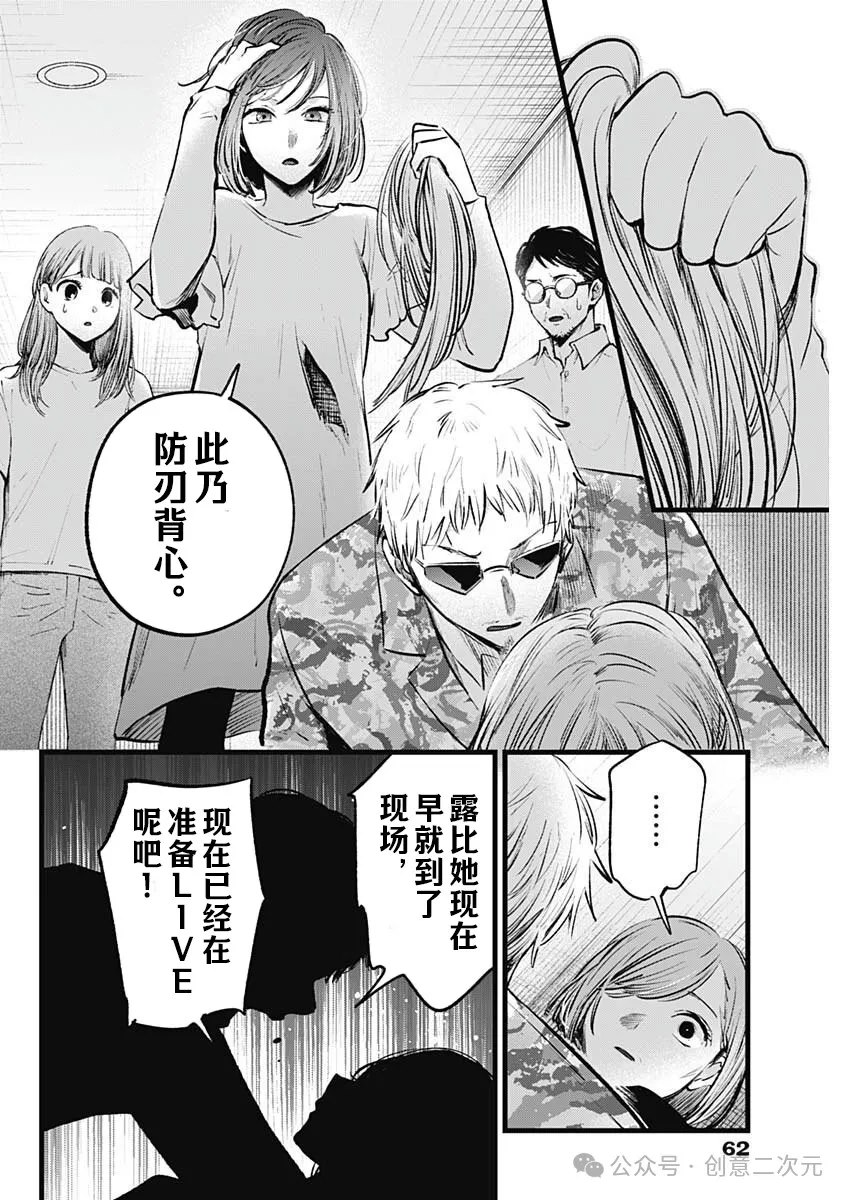 此乃
防刃背心。
……
露比她现在
早就到了
现场，
现在已经在
准备LIVE
呢吧！
62
公众号·创意二次元